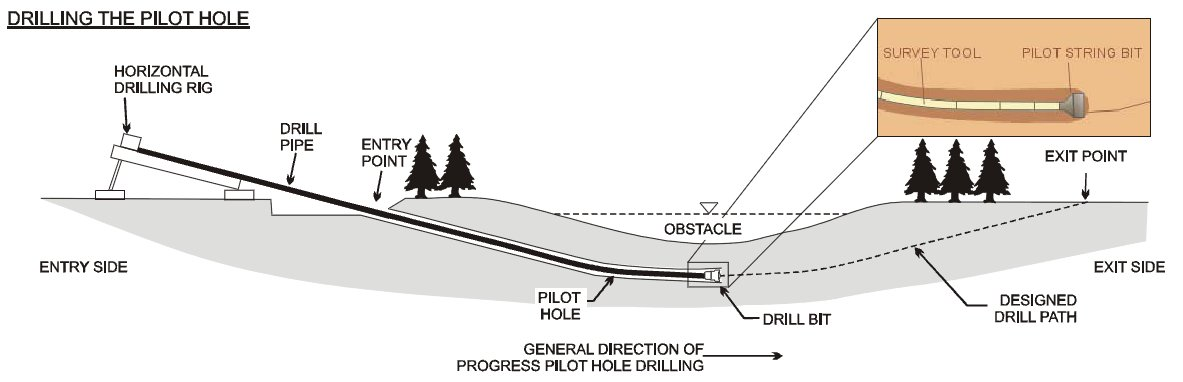 DRILLING THE PILOT HOLE
SURVEY TOOL
PILOT STRING BIT
HORIZONTAL
DRILLING RIG
DRILL
PIPE
ENTRY
POINT
EXIT POINT
OBSTACLE
ENTRY SIDE
EXIT SIDE
PILOT
HOLE
DRILL BIT
DESIGNED
DRILL PATH
GENERAL DIRECTION OF
PROGRESS PILOT HOLE DRILLING